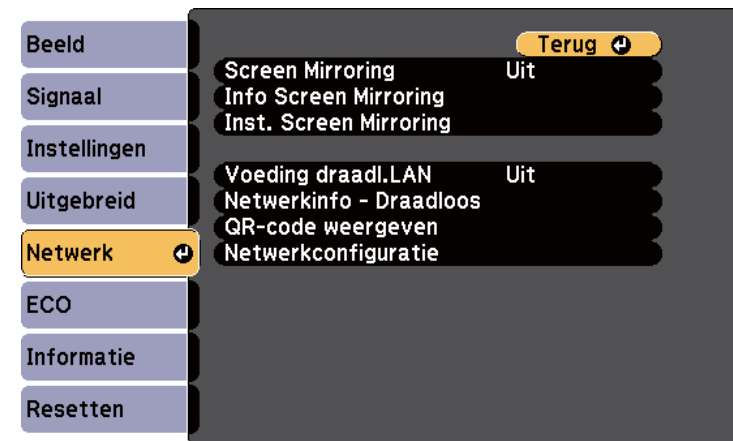 Beeld
Signaal
Instellingen
Uitgebreid
Netwerk
ECO
Informatie
Resetten
Terug
Screen Mirroring Uit
Info Screen Mirroring
Inst. Screen Mirroring
Voeding draadl.LAN Uit
Netwerkinfo - Draadloos
QR-code weergeven
Netwerkconfiguratie